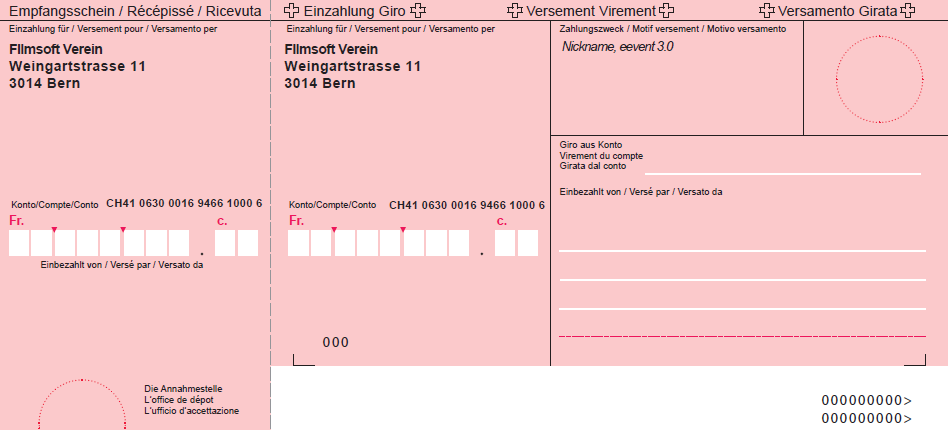 Empfangsschein / Récépissé / Ricevuta
Einzahlung für / Versement pour / Versamento per
FIlmsoft Verein
Weingartstrasse 11
3014 Bern
Konto/Compte/Conto CH41 0630 0016 9466 1000 6
Fr. c.
.
Einbezahlt von / Versé par / Versato da
Die Annahmestelle
L'office de dépot
L'ufficio d'accettazione
Einzahlung Giro
Versement Virement
Versamento Girata
Einzahlung für / Versement pour / Versamento per
FIlmsoft Verein
Weingartstrasse 11
3014 Bern
Konto/Compte/Conto CH41 0630 0016 9466 1000 6
Fr. c.
.
000
Zahlungszweck / Motif versement / Motivo versamento
Nickname, eevent 3.0
Giro aus Konto
Virement du compte
Girata dal conto
Einbezahlt von / Versé par / Versato da
000000000>
000000000>